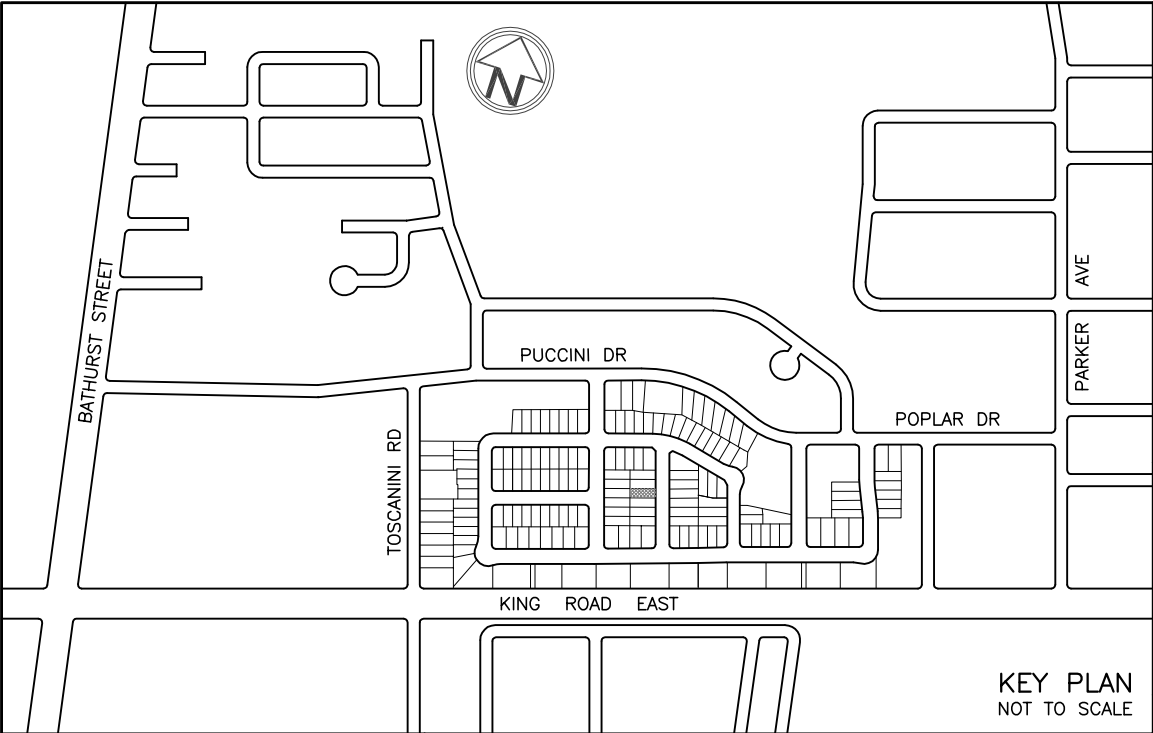 N
BATHURST STREET
PUCCINI DR
AVE
PARKER
POPLAR DR
TOSCANINI RD
KING ROAD EAST
KEY PLAN
NOT TO SCALE